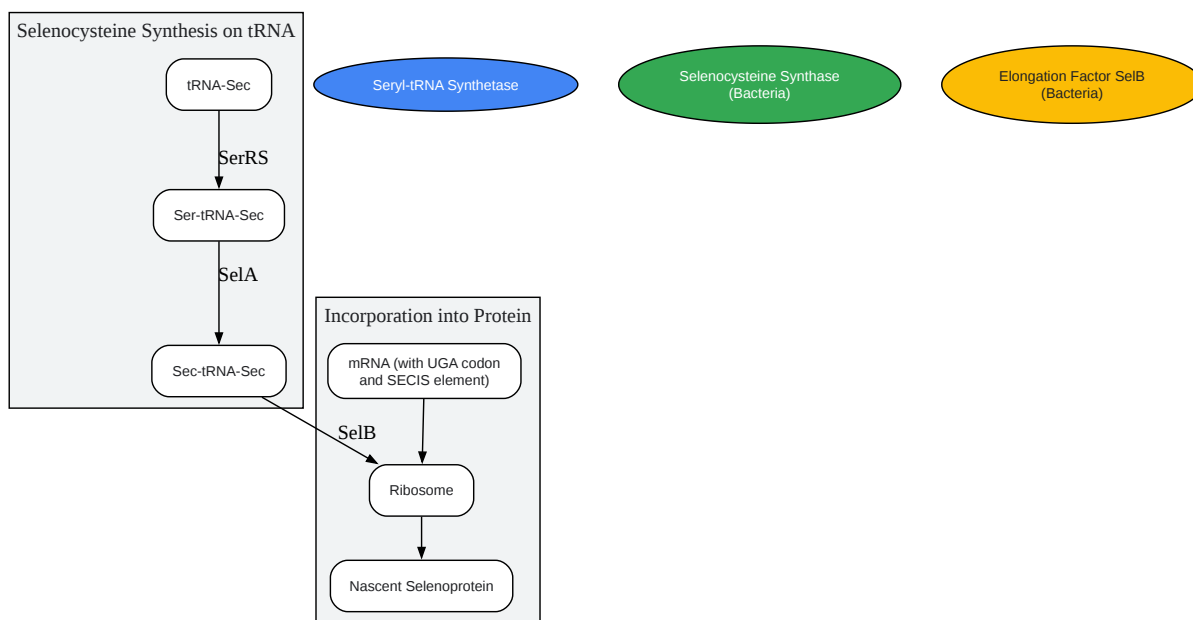 Selenocysteine Synthesis on tRNA
tRNA-Sec
Seryl-tRNA Synthetase
Selenocysteine Synthase
(Bacteria)
Elongation Factor SelB
(Bacteria)
SerRS
Ser-tRNA-Sec
SelA
Sec-tRNA-Sec
Incorporation into Protein
mRNA (with UGA codon
and SECIS element)
SelB
Ribosome
Nascent Selenoprotein